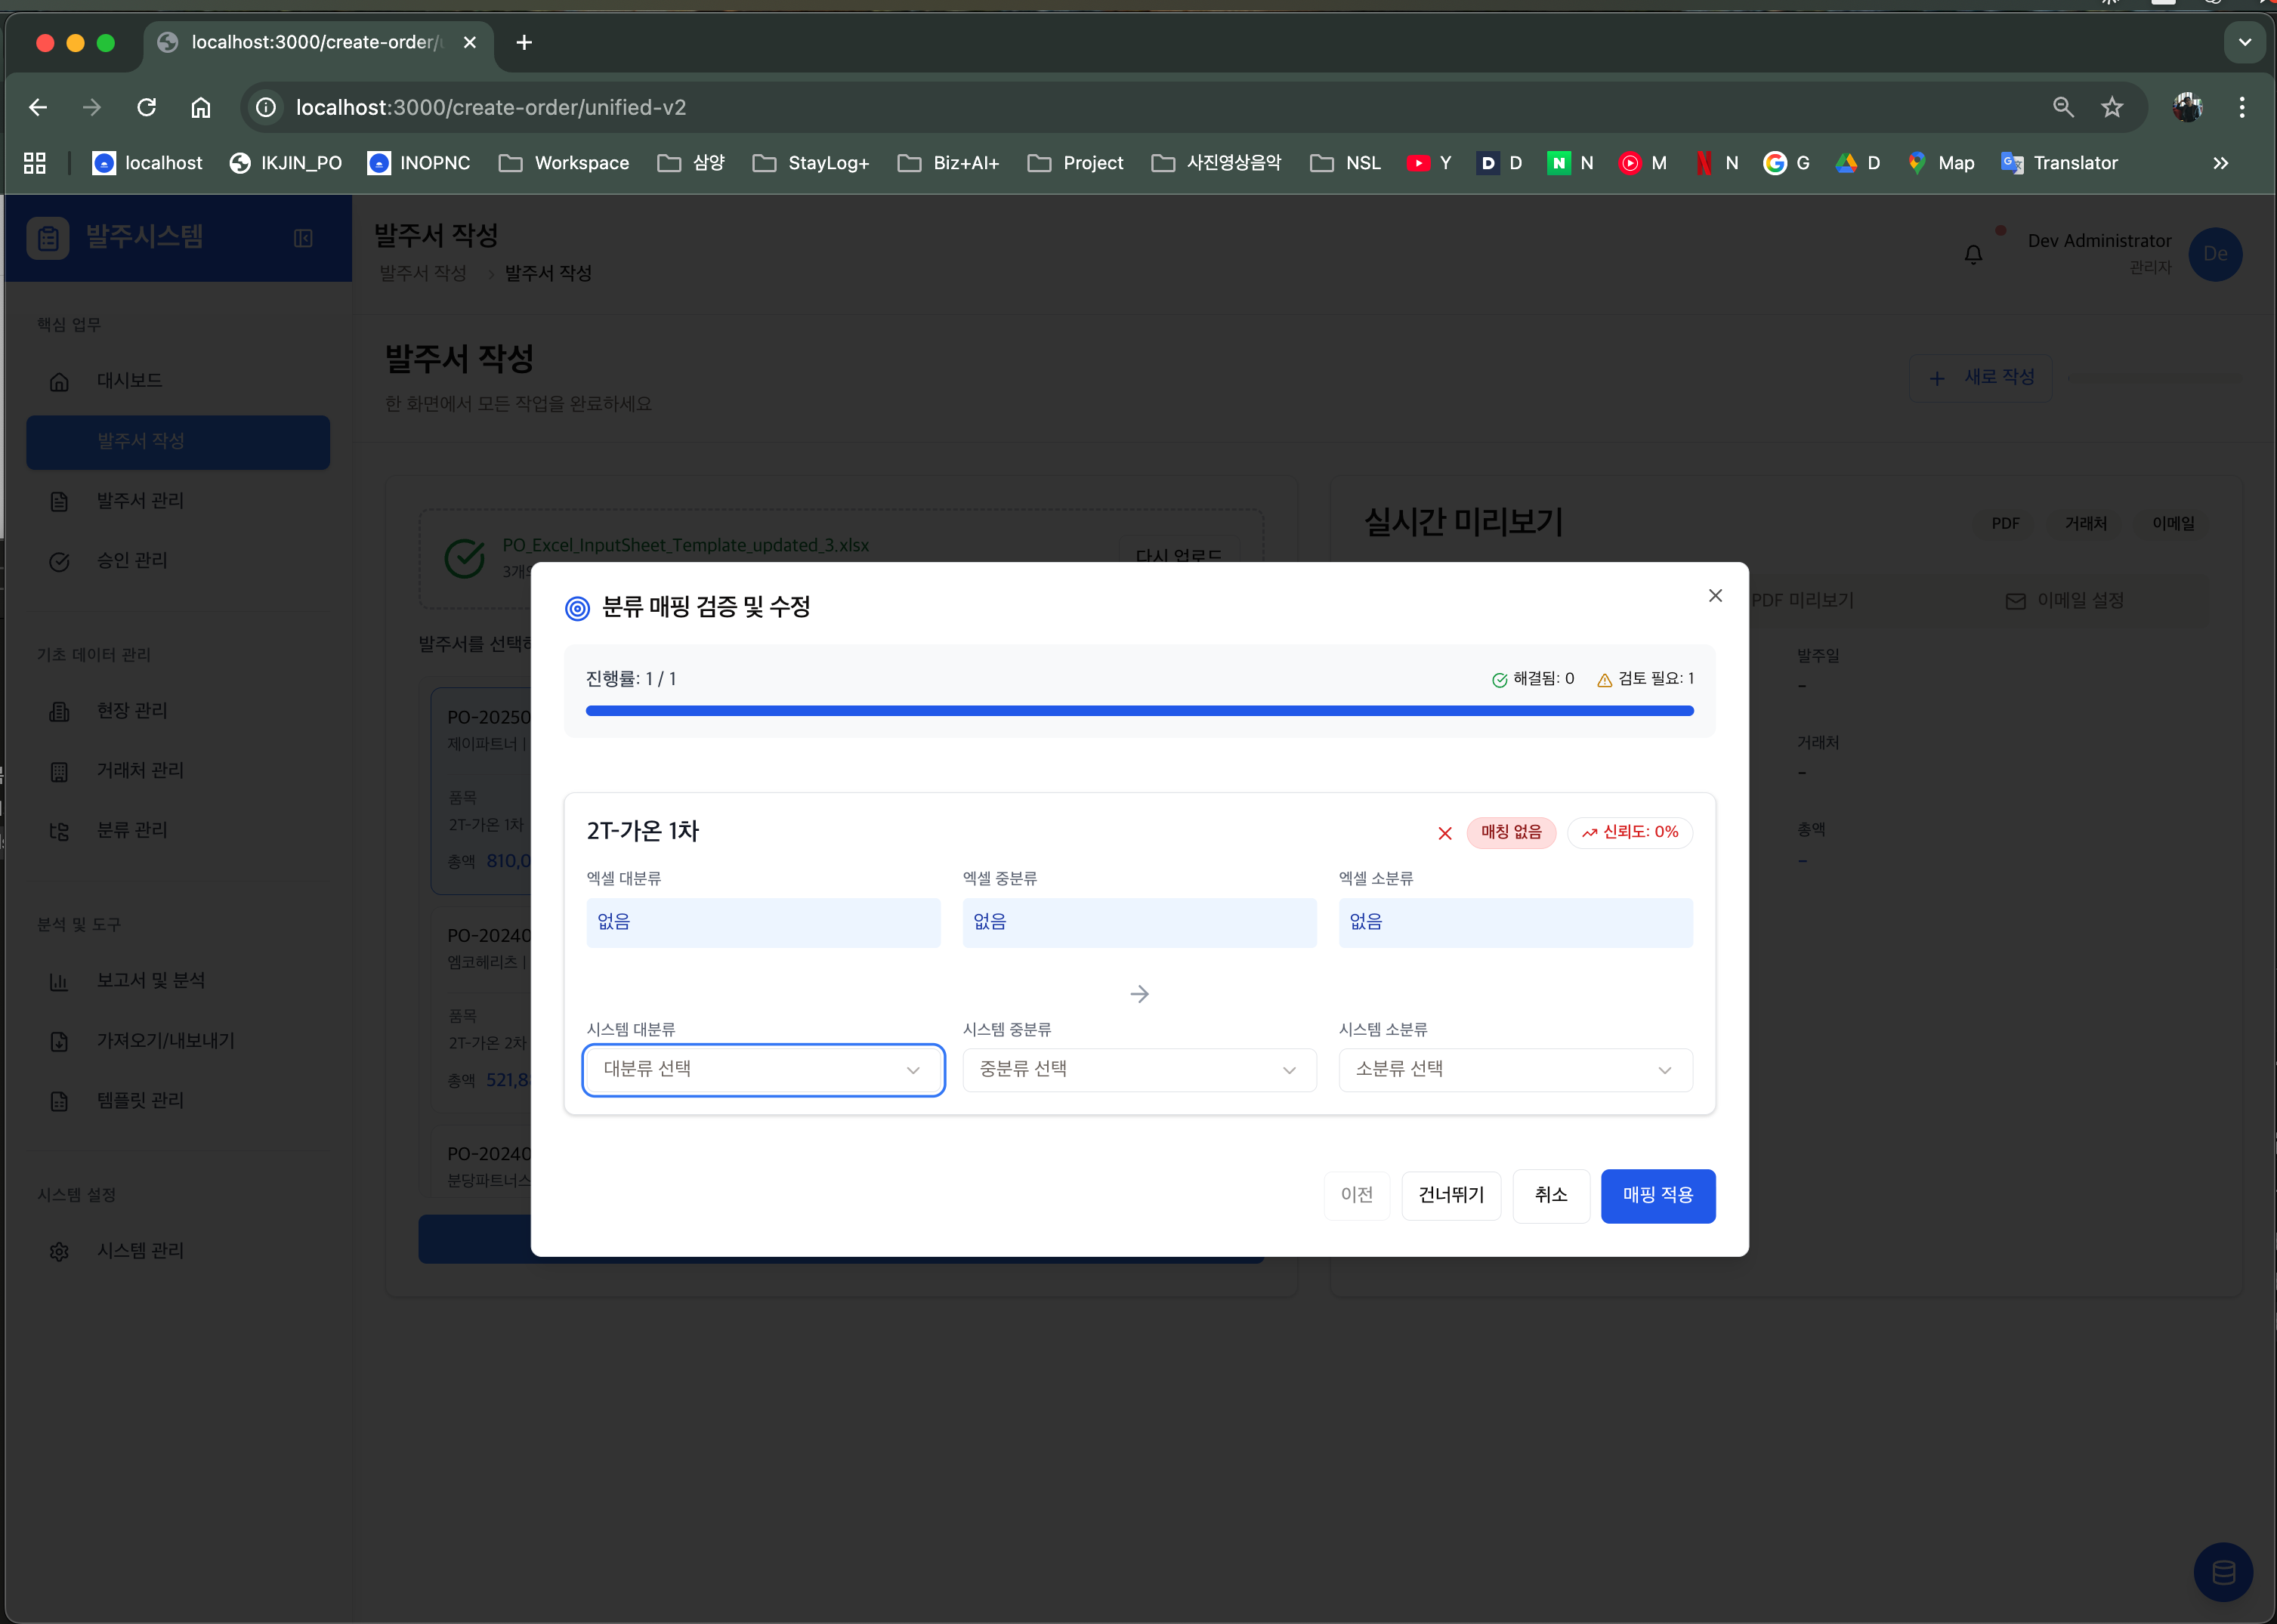 localhost:3000/create-order/u
localhost:3000/create-order/unified-v2
localhost
IKJIN_PO
INOPNC
Workspace
삼양
StayLog+
Biz+AI+
Project
사진영상음악
NSL
Y
D
N
M
N
G
D
Map
Translator
발주시스템
핵심 업무
대시보드
발주서 작성
발주서 관리
승인 관리
기초 데이터 관리
현장 관리
거래처 관리
분류 관리
분석 및 도구
보고서 및 분석
가져오기/내보내기
템플릿 관리
시스템 설정
시스템 관리
발주서 작성
발주서 작성 > 발주서 작성
Dev Administrator
관리자
De
발주서 작성
한 화면에서 모든 작업을 완료하세요
새로 작성
PO_Excel_InputSheet_Template_updated_3.xlsx
3개의
다시 업로드
발주서를 선택하
PO-20250
제이파트너 |
품목
2T-가온 1차
총액 810,0
PO-20240
엠코헤리츠 |
품목
2T-가온 2차
총액 521,8
PO-20240
분당파트너스
실시간 미리보기
PDF
거래처
이메일
PDF 미리보기
이메일 설정
발주일
-
거래처
-
총액
-
분류 매핑 검증 및 수정
진행률: 1 / 1
해결됨: 0
검토 필요: 1
2T-가온 1차
매칭 없음
신뢰도: 0%
엑셀 대분류
엑셀 중분류
엑셀 소분류
없음
없음
없음
시스템 대분류
시스템 중분류
시스템 소분류
대분류 선택
중분류 선택
소분류 선택
이전
건너뛰기
취소
매핑 적용